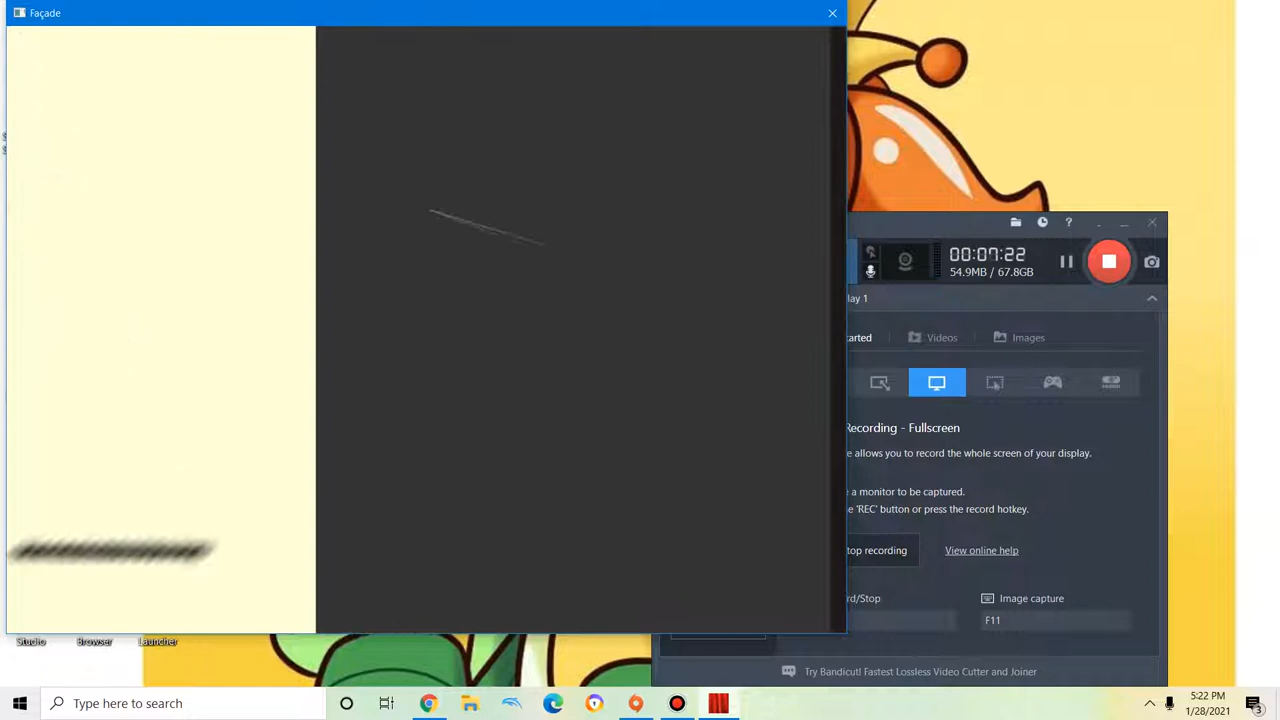 Façade
00:07:22
54.9MB / 67.8GB
lay 1
arted
Videos
Images
Recording - Fullscreen
e allows you to record the whole screen of your display.
e a monitor to be captured.
e 'REC' button or press the record hotkey.
top recording
View online help
rd/Stop
Image capture
F11
Try Bandicut! Fastest Lossless Video Cutter and Joiner
Studio
Browser
Launcher
Type here to search
5:22 PM
1/28/2021
3